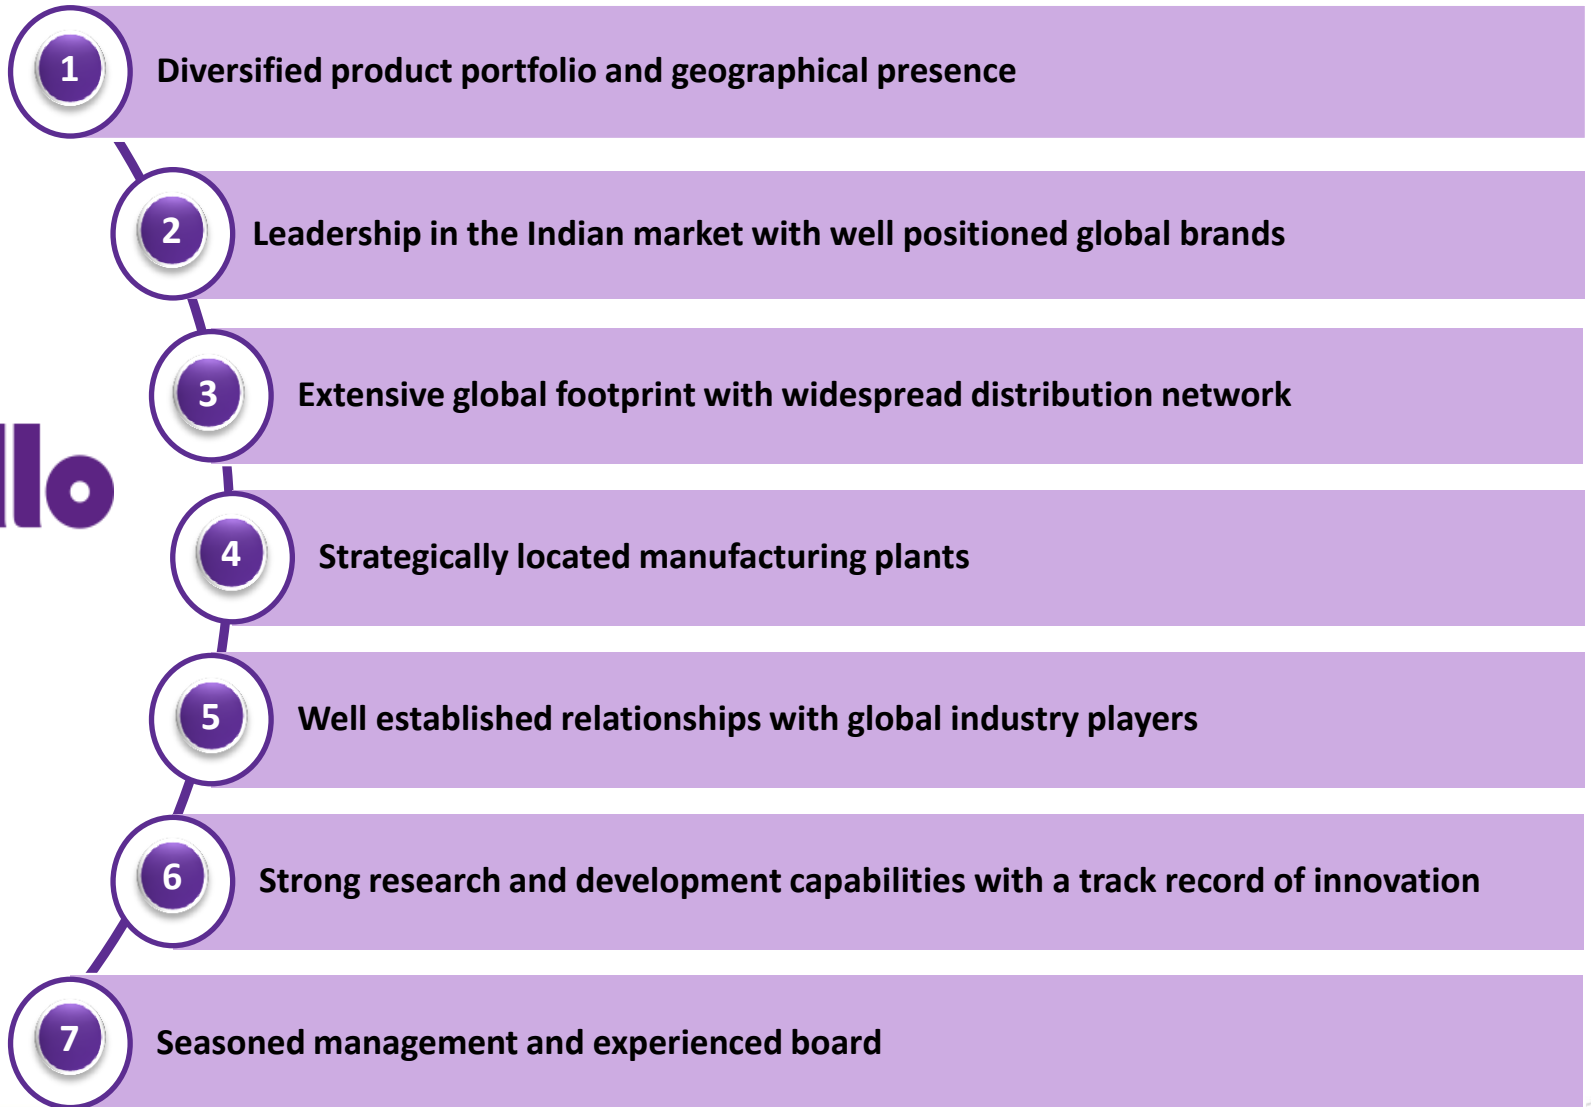 1 Diversified product portfolio and geographical presence
2 Leadership in the Indian market with well positioned global brands
3 Extensive global footprint with widespread distribution network
llo
4 Strategically located manufacturing plants
5 Well established relationships with global industry players
6 Strong research and development capabilities with a track record of innovation
7 Seasoned management and experienced board